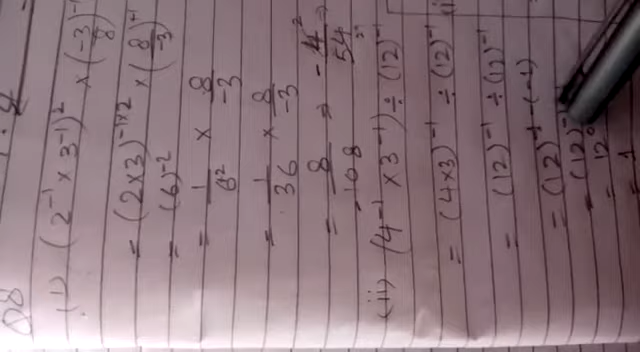 Q8
(i) (2⁻¹ × 3⁻¹)² × (-3/8)⁻¹
= (2×3)⁻¹ˣ² × (8/-3)⁺¹
= (6)⁻²
= 1/6² × 8/-3
= 1/36 × 8/-3
= 8/-108 ⇒ -4/54 ⇒
(ii) (4⁻¹ × 3⁻¹) ÷ (12)⁻¹
= (4×3)⁻¹ ÷ (12)⁻¹
= (12)⁻¹ ÷ (12)⁻¹
= (12)⁻¹⁻⁽⁻¹⁾
= (12)
= 12⁰
= 1